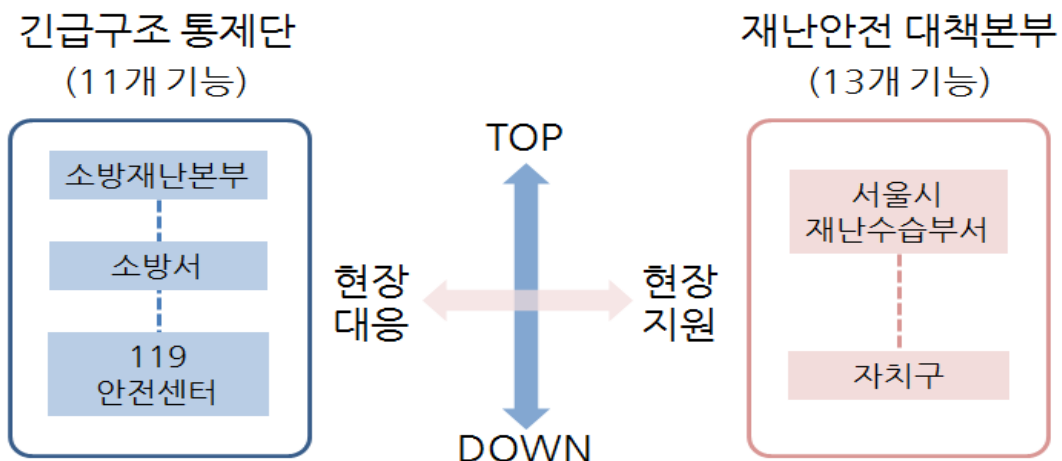 긴급구조 통제단
(11개 기능)
소방재난본부
소방서
119
안전센터
TOP
현장
대응
현장
지원
DOWN
재난안전 대책본부
(13개 기능)
서울시
재난수습부서
자치구